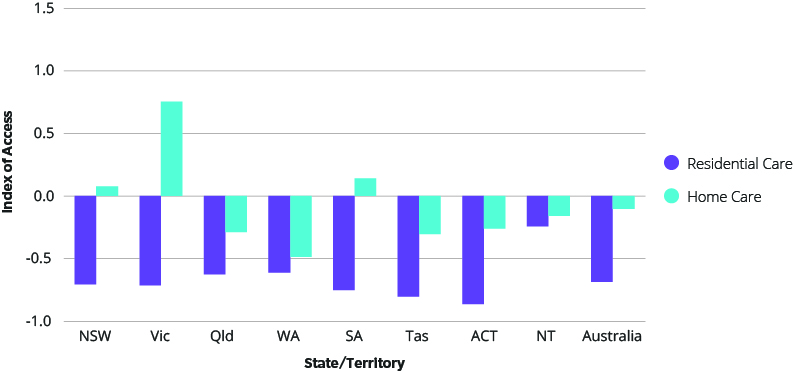 1.5
1.0
0.5
0.0
-0.5
-1.0
Index of Access
NSW Vic Qld WA SA Tas ACT NT Australia
State/Territory
Residential Care
Home Care